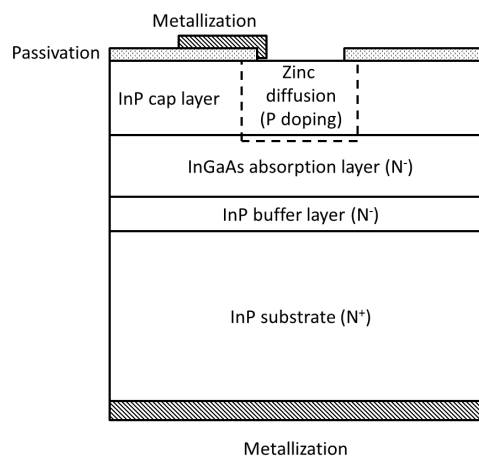 Metallization
Passivation
InP cap layer
Zinc
diffusion
(P doping)
InGaAs absorption layer (N⁻)
InP buffer layer (N⁻)
InP substrate (N⁺)
Metallization